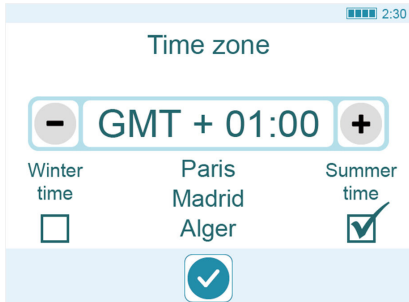 2:30
Time zone
GMT + 01:00
Winter
time
Paris
Madrid
Alger
Summer
time